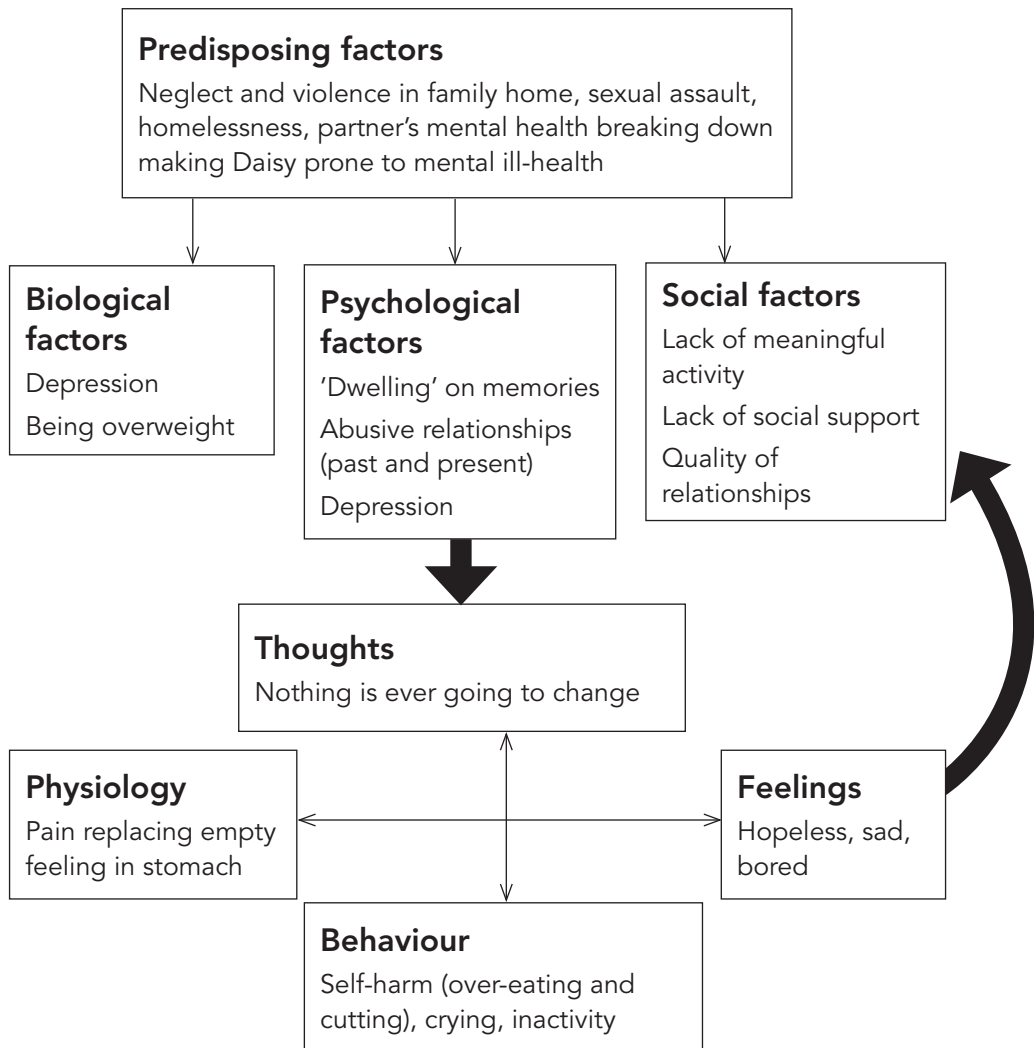 Predisposing factors
Neglect and violence in family home, sexual assault,
homelessness, partner’s mental health breaking down
making Daisy prone to mental ill-health
Biological
factors
Depression
Being overweight
Psychological
factors
‘Dwelling’ on memories
Abusive relationships
(past and present)
Depression
Social factors
Lack of meaningful
activity
Lack of social support
Quality of
relationships
Thoughts
Nothing is ever going to change
Physiology
Pain replacing empty
feeling in stomach
Feelings
Hopeless, sad,
bored
Behaviour
Self-harm (over-eating and
cutting), crying, inactivity